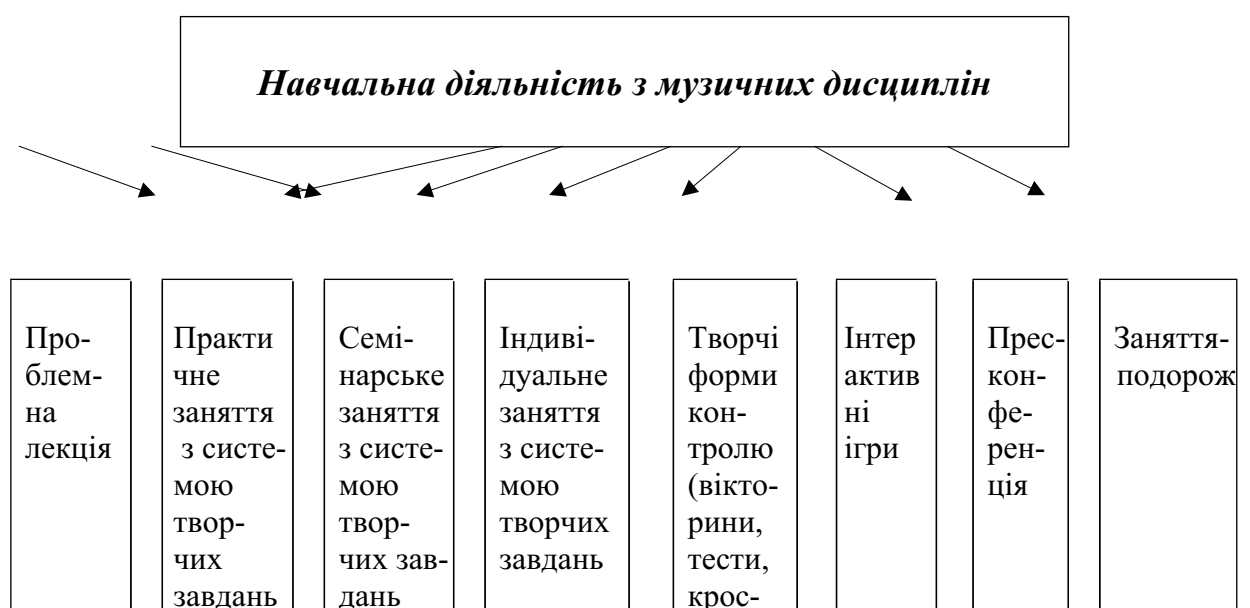 Навчальна діяльність з музичних дисциплін
Про-
блем-
на
лекція
Практи
чне
заняття
з систе-
мою
твор-
чих
завдань
Семі-
нарське
заняття
з систе-
мою
твор-
чих зав-
дань
Індиві-
дуальне
заняття
з систе-
мою
творчих
завдань
Творчі
форми
кон-
тролю
(вікто-
рини,
тести,
крос-
Інтер
актив
ні
ігри
Прес-
кон-
фе-
рен-
ція
Заняття-
подорож